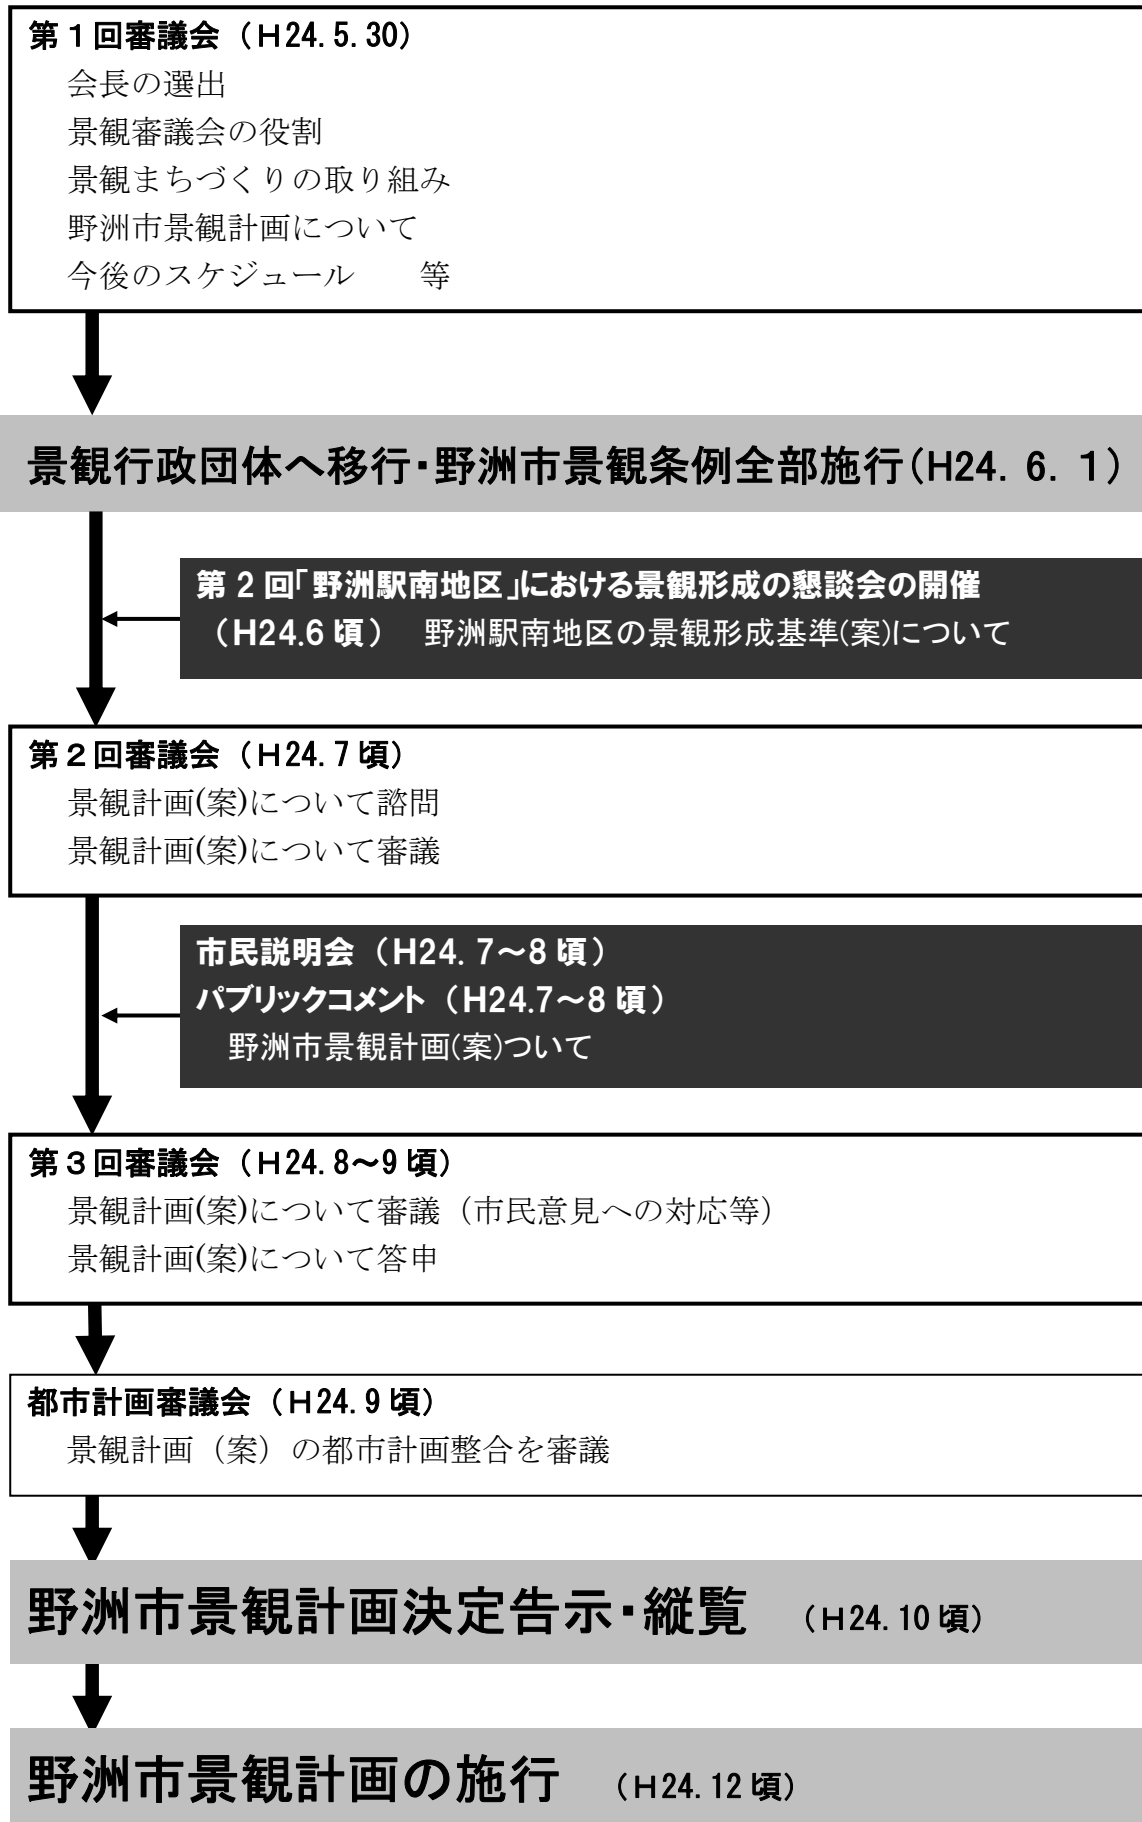 第1回審議会（H24.5.30）
会長の選出
景観審議会の役割
景観まちづくりの取り組み
野洲市景観計画について
今後のスケジュール　　等
景観行政団体へ移行・野洲市景観条例全部施行(H24. 6. 1)
第 2 回「野洲駅南地区」における景観形成の懇談会の開催
（H24.6 頃）　野洲駅南地区の景観形成基準(案)について
第2回審議会（H24.7 頃）
景観計画(案)について諮問
景観計画(案)について審議
市民説明会（H24. 7～8 頃）
パブリックコメント（H24.7～8 頃）
野洲市景観計画(案)ついて
第3回審議会（H24.8～9 頃）
景観計画(案)について審議（市民意見への対応等）
景観計画(案)について答申
都市計画審議会（H24.9 頃）
景観計画（案）の都市計画整合を審議
野洲市景観計画決定告示・縦覧　（H24.10 頃）
野洲市景観計画の施行　（H24.12 頃）